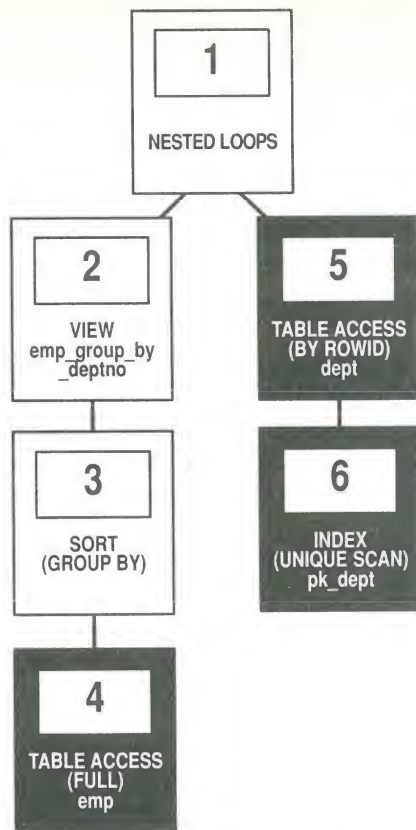 1
NESTED LOOPS
2
VIEW
emp_group_by
_deptno
5
TABLE ACCESS
(BY ROWID)
dept
3
SORT
(GROUP BY)
6
INDEX
(UNIQUE SCAN)
pk_dept
4
TABLE ACCESS
(FULL)
emp